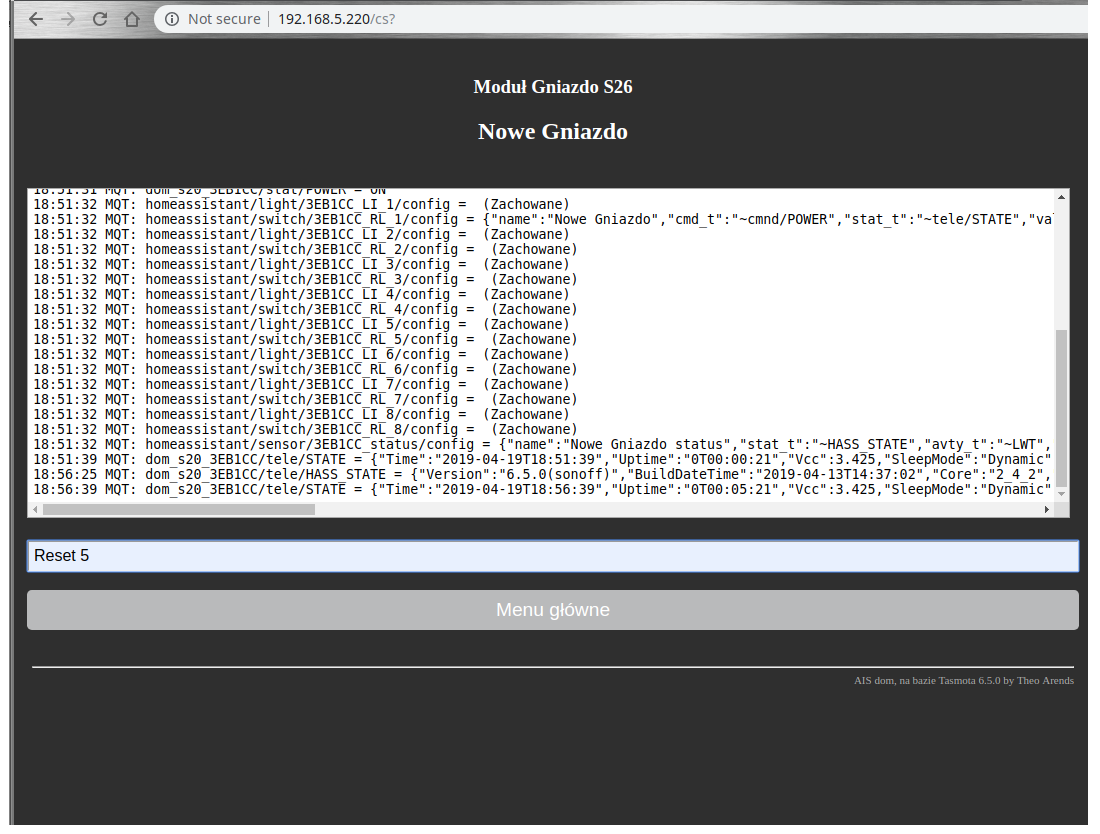 Not secure | 192.168.5.220/cs?
Moduł Gniazdo S26
Nowe Gniazdo
18:51:31 MQT: dom_s20_3EB1CC/stat/POWER = ON
18:51:32 MQT: homeassistant/light/3EB1CC_LI_1/config =  (Zachowane)
18:51:32 MQT: homeassistant/switch/3EB1CC_RL_1/config = {"name":"Nowe Gniazdo","cmd_t":"~cmnd/POWER","stat_t":"~tele/STATE","val
18:51:32 MQT: homeassistant/light/3EB1CC_LI_2/config =  (Zachowane)
18:51:32 MQT: homeassistant/switch/3EB1CC_RL_2/config =  (Zachowane)
18:51:32 MQT: homeassistant/light/3EB1CC_LI_3/config =  (Zachowane)
18:51:32 MQT: homeassistant/switch/3EB1CC_RL_3/config =  (Zachowane)
18:51:32 MQT: homeassistant/light/3EB1CC_LI_4/config =  (Zachowane)
18:51:32 MQT: homeassistant/switch/3EB1CC_RL_4/config =  (Zachowane)
18:51:32 MQT: homeassistant/light/3EB1CC_LI_5/config =  (Zachowane)
18:51:32 MQT: homeassistant/switch/3EB1CC_RL_5/config =  (Zachowane)
18:51:32 MQT: homeassistant/light/3EB1CC_LI_6/config =  (Zachowane)
18:51:32 MQT: homeassistant/switch/3EB1CC_RL_6/config =  (Zachowane)
18:51:32 MQT: homeassistant/light/3EB1CC_LI_7/config =  (Zachowane)
18:51:32 MQT: homeassistant/switch/3EB1CC_RL_7/config =  (Zachowane)
18:51:32 MQT: homeassistant/light/3EB1CC_LI_8/config =  (Zachowane)
18:51:32 MQT: homeassistant/switch/3EB1CC_RL_8/config =  (Zachowane)
18:51:32 MQT: homeassistant/sensor/3EB1CC_status/config = {"name":"Nowe Gniazdo status","stat_t":"~HASS_STATE","avty_t":"~LWT",
18:51:39 MQT: dom_s20_3EB1CC/tele/STATE = {"Time":"2019-04-19T18:51:39","Uptime":"0T00:00:21","Vcc":3.425,"SleepMode":"Dynamic"
18:56:25 MQT: dom_s20_3EB1CC/tele/HASS_STATE = {"Version":"6.5.0(sonoff)","BuildDateTime":"2019-04-13T14:37:02","Core":"2_4_2",
18:56:39 MQT: dom_s20_3EB1CC/tele/STATE = {"Time":"2019-04-19T18:56:39","Uptime":"0T00:05:21","Vcc":3.425,"SleepMode":"Dynamic"
Reset 5
Menu główne
AIS dom, na bazie Tasmota 6.5.0 by Theo Arends